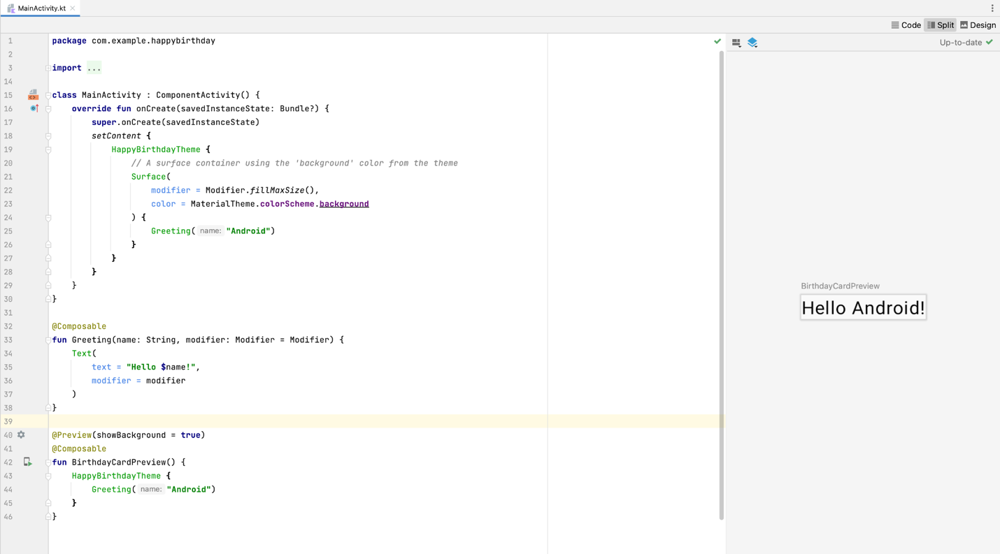 MainActivity.kt
Code Split Design
Up-to-date
1 package com.example.happybirthday
2
3 import ...
14
15 class MainActivity : ComponentActivity() {
16 override fun onCreate(savedInstanceState: Bundle?) {
17 super.onCreate(savedInstanceState)
18 setContent {
19 HappyBirthdayTheme {
20 // A surface container using the 'background' color from the theme
21 Surface(
22 modifier = Modifier.fillMaxSize(),
23 color = MaterialTheme.colorScheme.background
24 ) {
25 Greeting( name: "Android")
26 }
27 }
28 }
29 }
30 }
31
32 @Composable
33 fun Greeting(name: String, modifier: Modifier = Modifier) {
34 Text(
35 text = "Hello $name!",
36 modifier = modifier
37 )
38 }
39
40 @Preview(showBackground = true)
41 @Composable
42 fun BirthdayCardPreview() {
43 HappyBirthdayTheme {
44 Greeting( name: "Android")
45 }
46 }
BirthdayCardPreview
Hello Android!